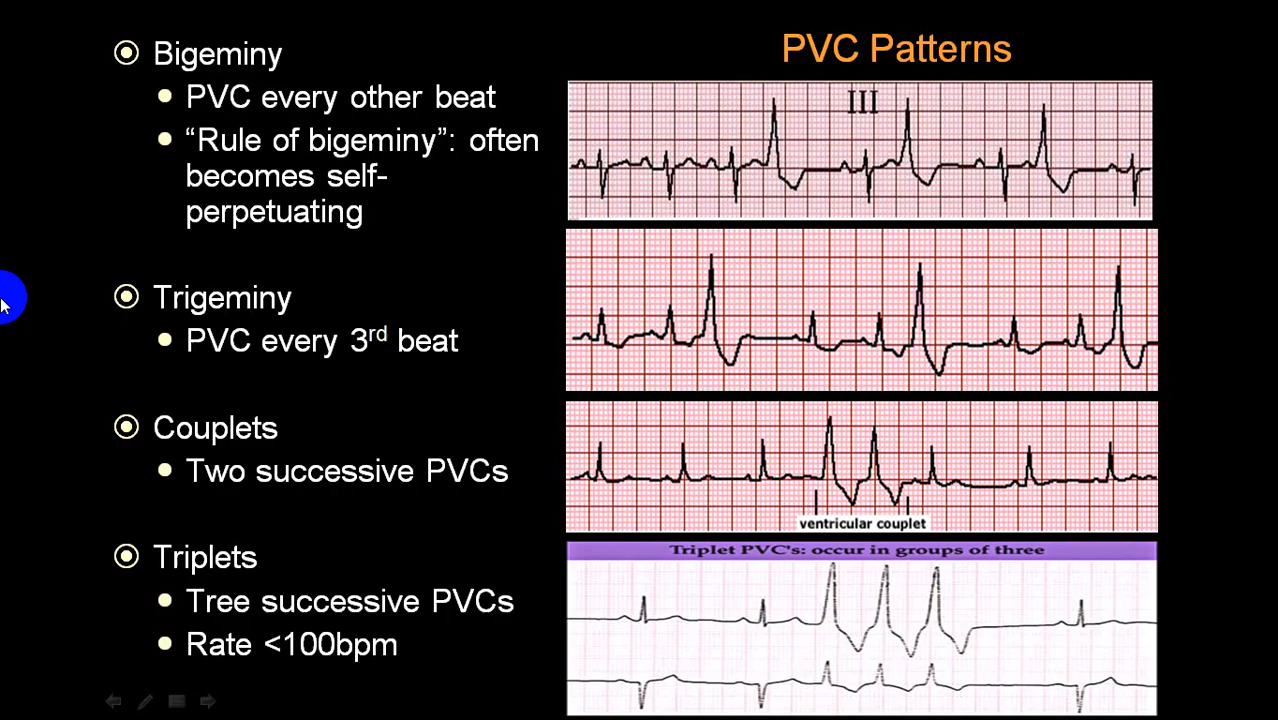 Bigeminy
PVC every other beat
“Rule of bigeminy”: often
becomes self-
perpetuating
Trigeminy
PVC every 3rd beat
Couplets
Two successive PVCs
Triplets
Tree successive PVCs
Rate <100bpm
PVC Patterns
III
ventricular couplet
Triplet PVC's: occur in groups of three